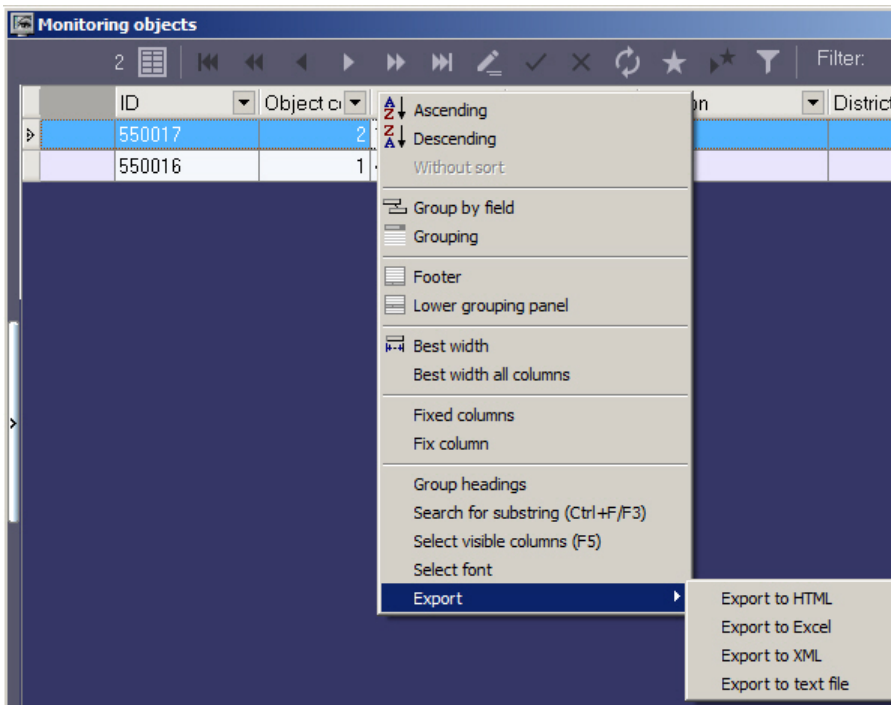 Monitoring objects
2 Filter:
ID Object District
550017 2
550016 1
Ascending
Descending
Without sort
Group by field
Grouping
Footer
Lower grouping panel
Best width
Best width all columns
Fixed columns
Fix column
Group headings
Search for substring (Ctrl+F/F3)
Select visible columns (F5)
Select font
Export
Export to HTML
Export to Excel
Export to XML
Export to text file